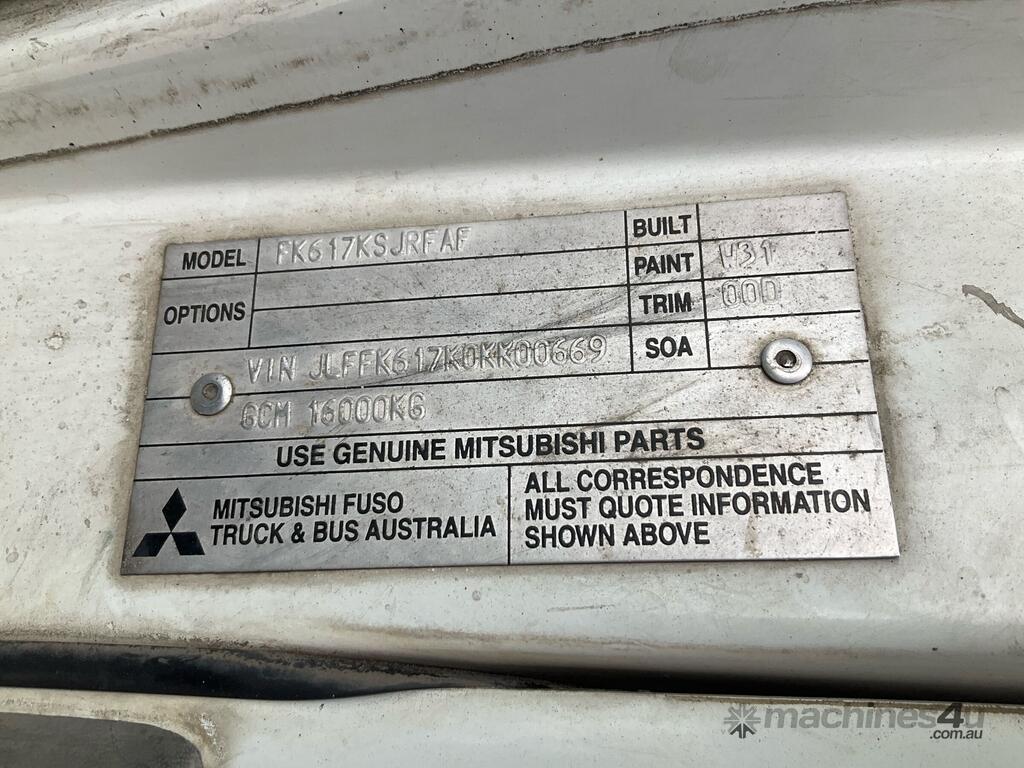 MODEL FK617KSJRFAF
BUILT
PAINT W31
OPTIONS
TRIM 00D
VIN JLFFK617K0KK00669
SOA
GCM 16000KG
USE GENUINE MITSUBISHI PARTS
MITSUBISHI FUSO
TRUCK & BUS AUSTRALIA
ALL CORRESPONDENCE
MUST QUOTE INFORMATION
SHOWN ABOVE
machines4u
.com.au